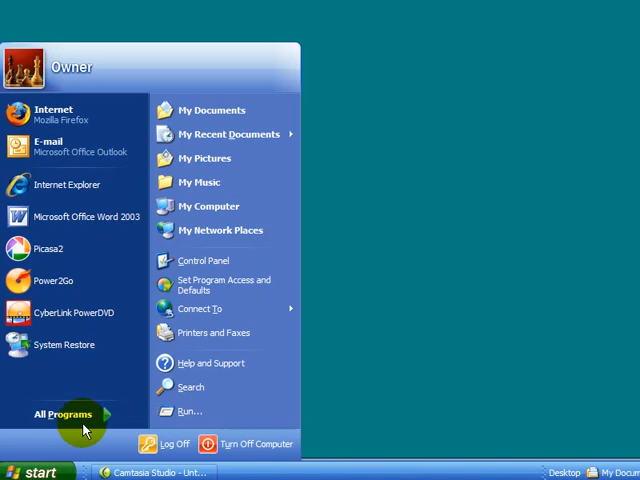 Owner
Internet
Mozilla Firefox
E-mail
Microsoft Office Outlook
Internet Explorer
Microsoft Office Word 2003
Picasa2
Power2Go
CyberLink PowerDVD
System Restore
All Programs
My Documents
My Recent Documents
My Pictures
My Music
My Computer
My Network Places
Control Panel
Set Program Access and
Defaults
Connect To
Printers and Faxes
Help and Support
Search
Run...
Log Off
Turn Off Computer
start
Camtasia Studio - Unt...
Desktop
My Docum